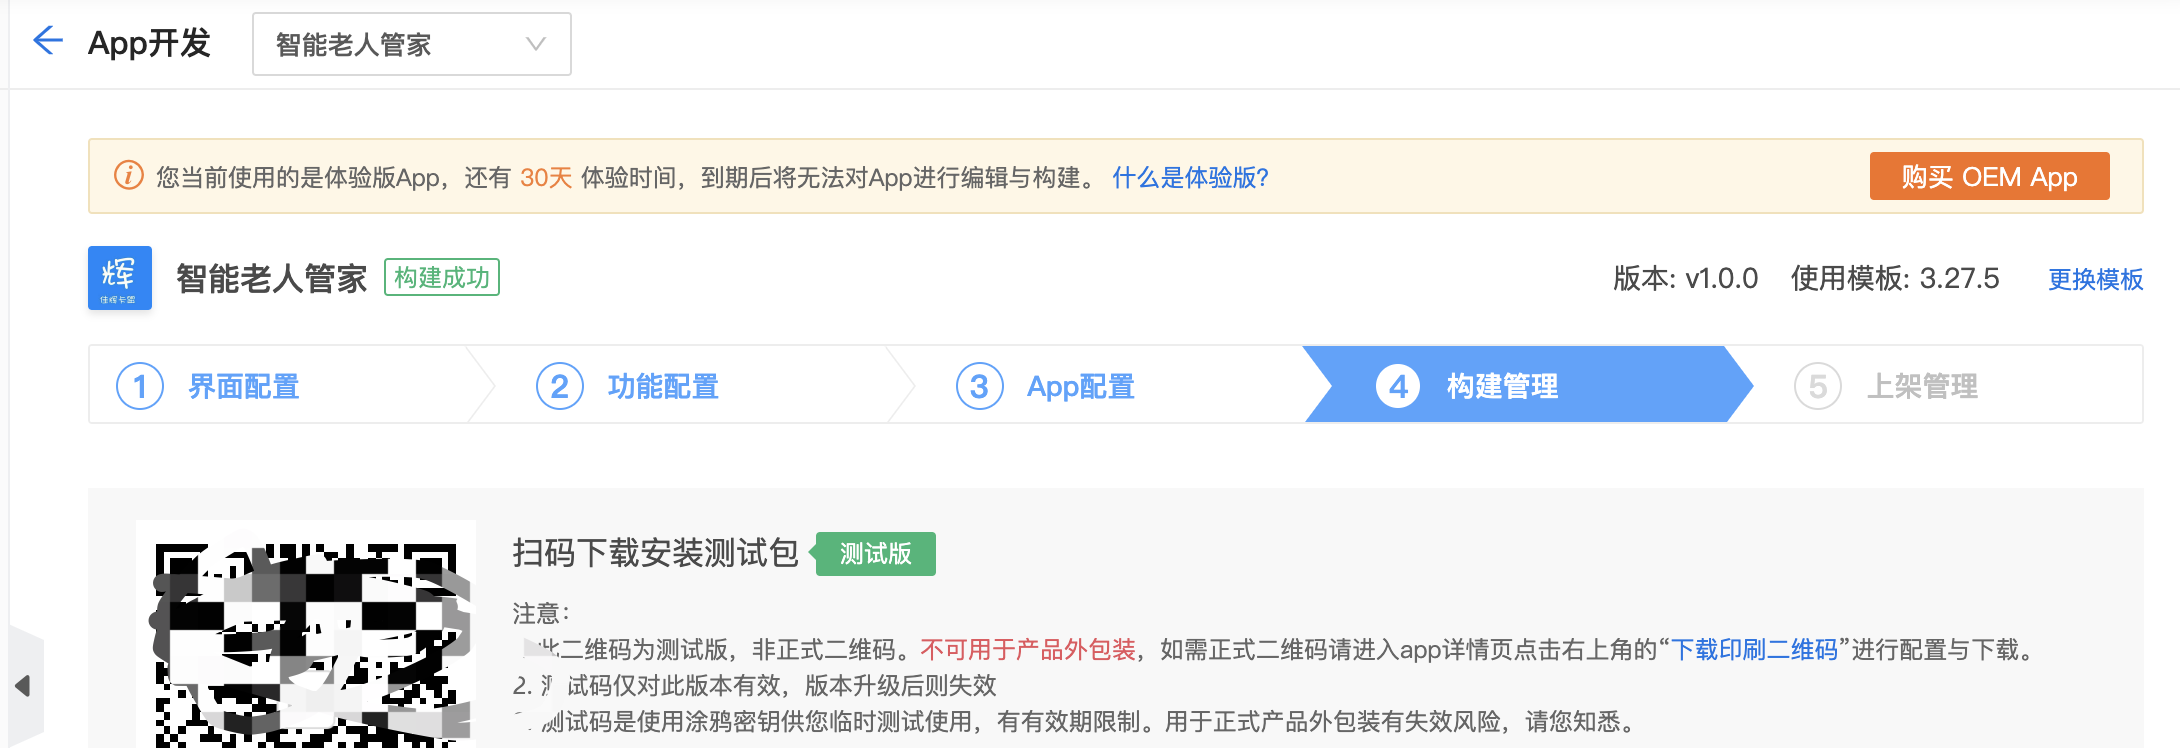 App开发
智能老人管家
您当前使用的是体验版App，还有 30天 体验时间，到期后将无法对App进行编辑与构建。 什么是体验版?
购买 OEM App
辉
佳辉卡盟
智能老人管家
构建成功
版本: v1.0.0
使用模板: 3.27.5
更换模板
1 界面配置
2 功能配置
3 App配置
4 构建管理
5 上架管理
扫码下载安装测试包
测试版
注意：
此二维码为测试版，非正式二维码。不可用于产品外包装，如需正式二维码请进入app详情页点击右上角的“下载印刷二维码”进行配置与下载。
2. 测试码仅对此版本有效，版本升级后则失效
测试码是使用涂鸦密钥供您临时测试使用，有有效期限制。用于正式产品外包装有失效风险，请您知悉。